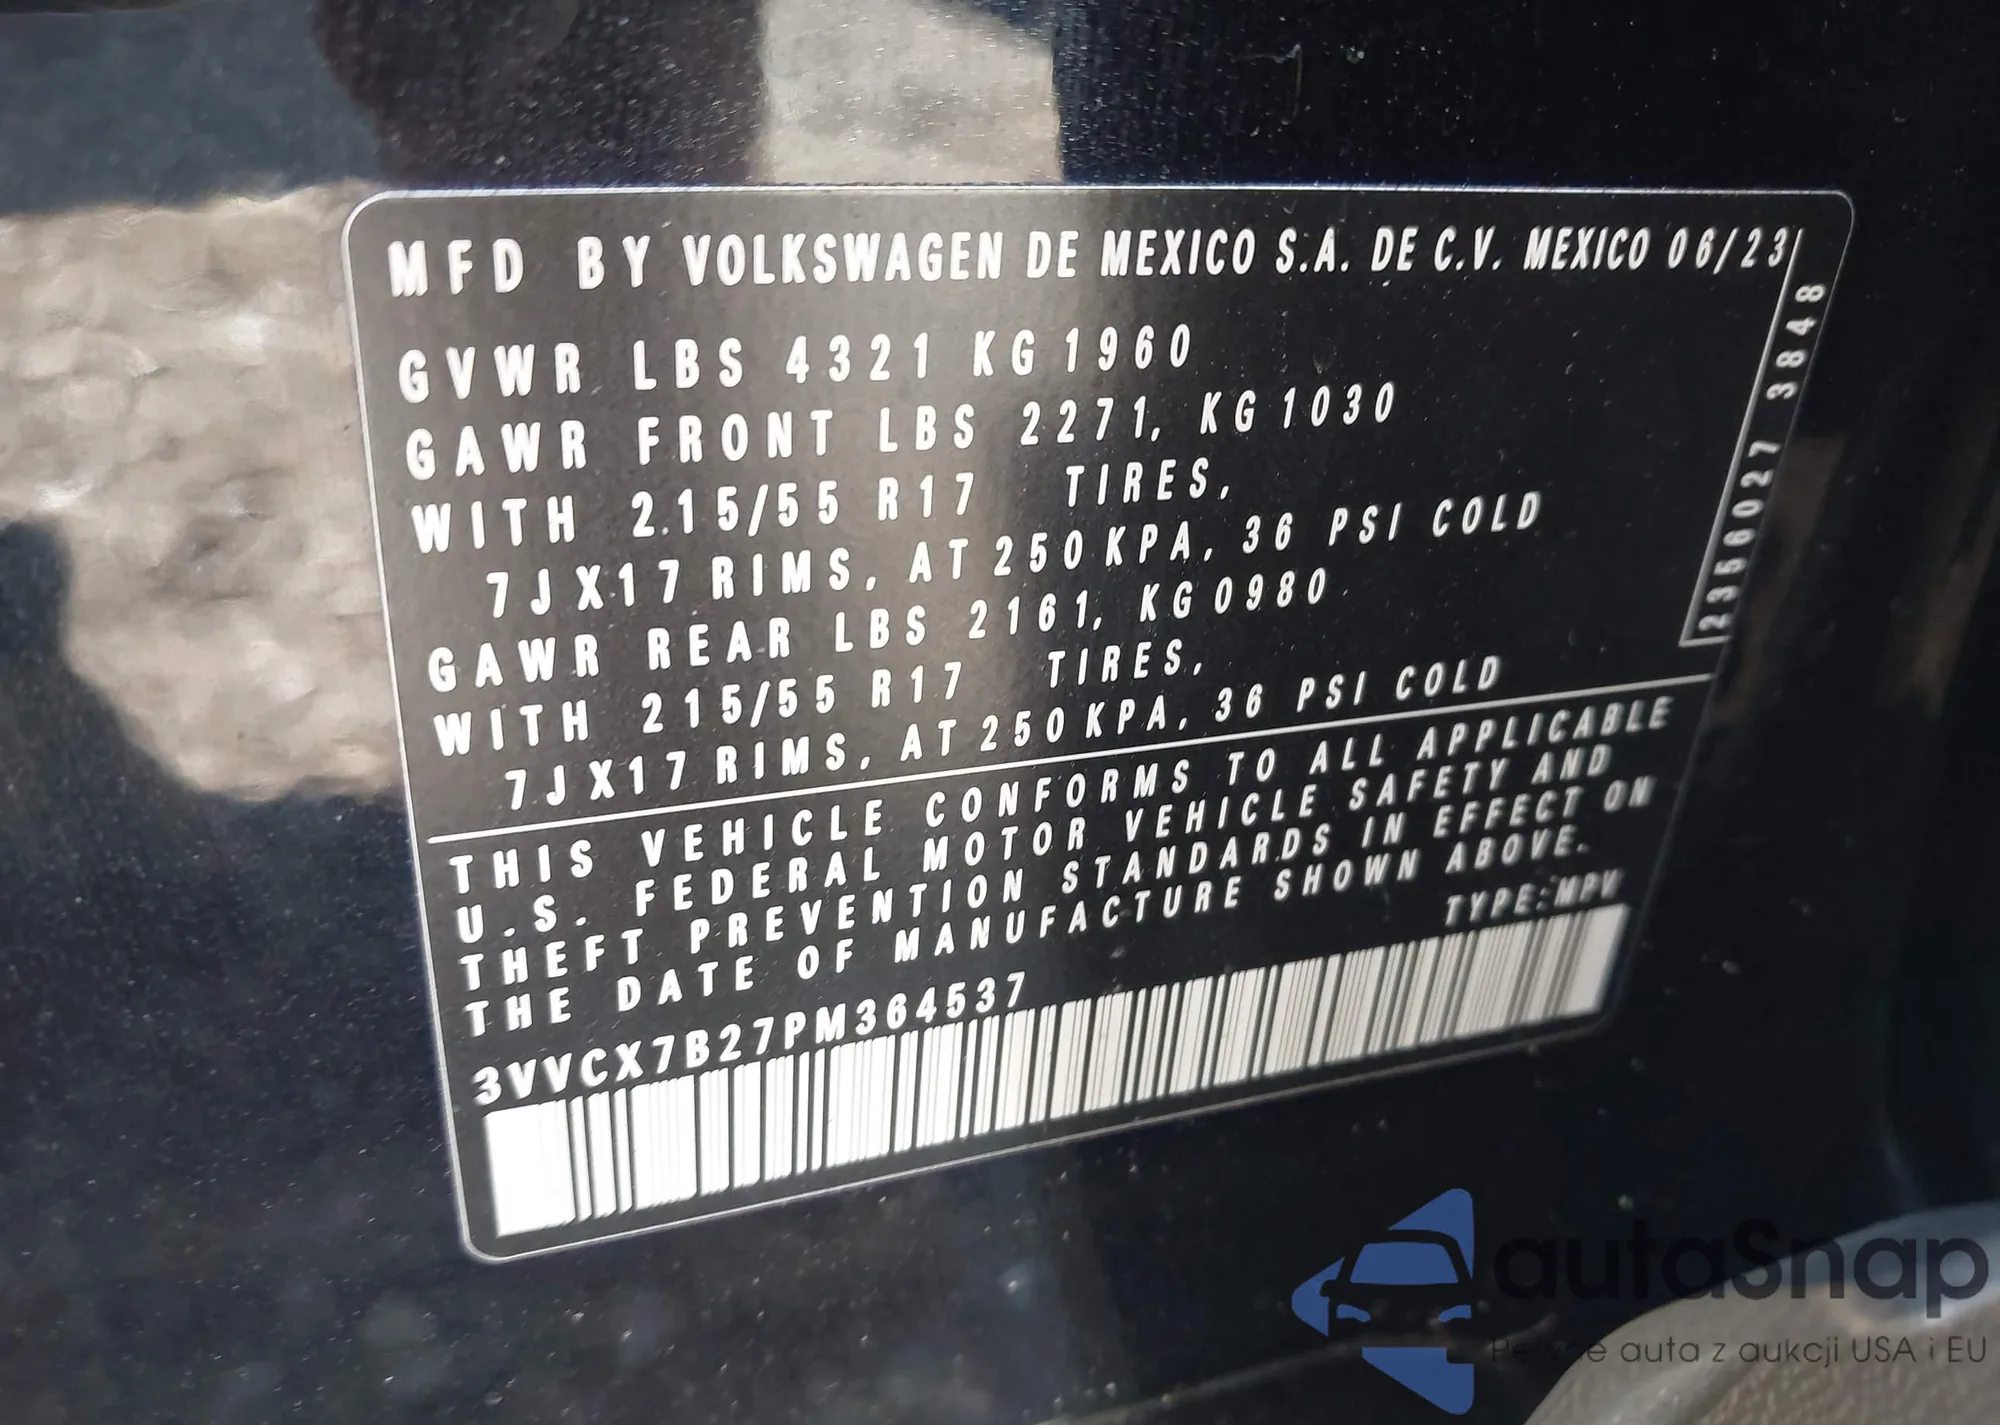 MFD BY VOLKSWAGEN DE MEXICO S.A. DE C.V. MEXICO 06/23
GVWR LBS 4321 KG 1960
GAWR FRONT LBS 2271, KG 1030
WITH 215/55 R17 TIRES,
7JX17 RIMS, AT 250 KPA, 36 PSI COLD
GAWR REAR LBS 2161, KG 0980
WITH 215/55 R17 TIRES,
7JX17 RIMS, AT 250 KPA, 36 PSI COLD
2356027 3848
THIS VEHICLE CONFORMS TO ALL APPLICABLE
U.S. FEDERAL MOTOR VEHICLE SAFETY AND
THEFT PREVENTION STANDARDS IN EFFECT ON
THE DATE OF MANUFACTURE SHOWN ABOVE.
TYPE:MPV
3VVCX7B27PM364537
autaSnap
Pewne auta z aukcji USA i EU